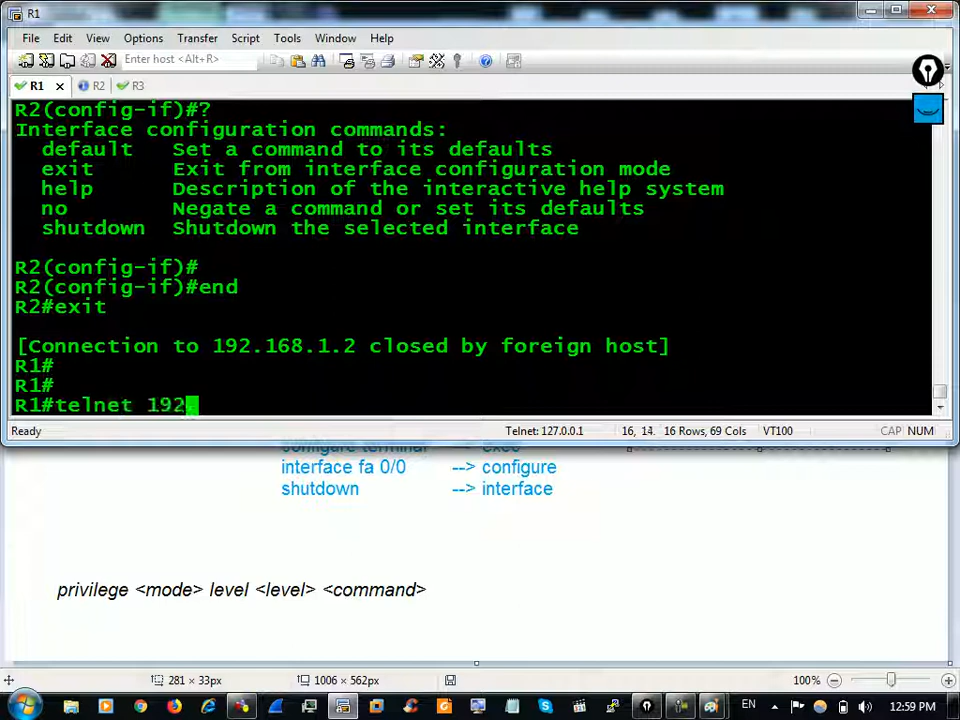 R1
File Edit View Options Transfer Script Tools Window Help
Enter host <Alt+R>
R1 R2 R3
R2(config-if)#?
Interface configuration commands:
default Set a command to its defaults
exit Exit from interface configuration mode
help Description of the interactive help system
no Negate a command or set its defaults
shutdown Shutdown the selected interface
R2(config-if)#
R2(config-if)#end
R2#exit
[Connection to 192.168.1.2 closed by foreign host]
R1#
R1#
R1#telnet 192
Ready Telnet: 127.0.0.1 16, 14 16 Rows, 69 Cols VT100 CAP NUM
configure terminal --> exec
interface fa 0/0 --> configure
shutdown --> interface
privilege <mode> level <level> <command>
281 × 33px 1006 × 562px 100%
EN 12:59 PM